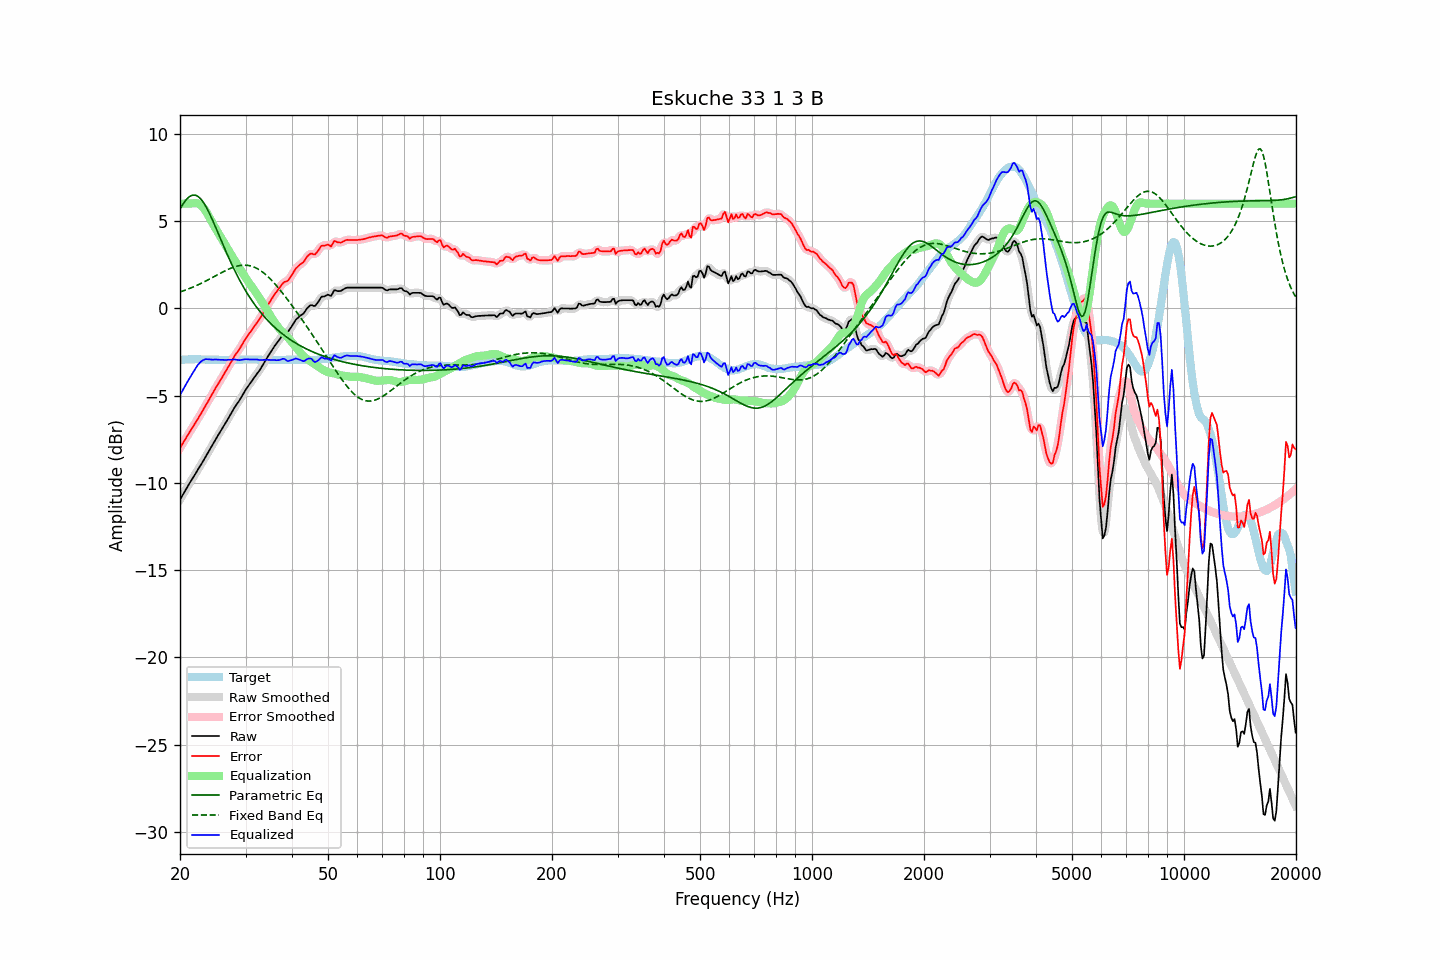 Eskuche 33 1 3 B
Amplitude (dBr)
10
5
0
−5
−10
−15
−20
−25
−30
Target
Raw Smoothed
Error Smoothed
Raw
Error
Equalization
Parametric Eq
Fixed Band Eq
Equalized
20 50 100 200 500 1000 2000 5000 10000 20000
Frequency (Hz)